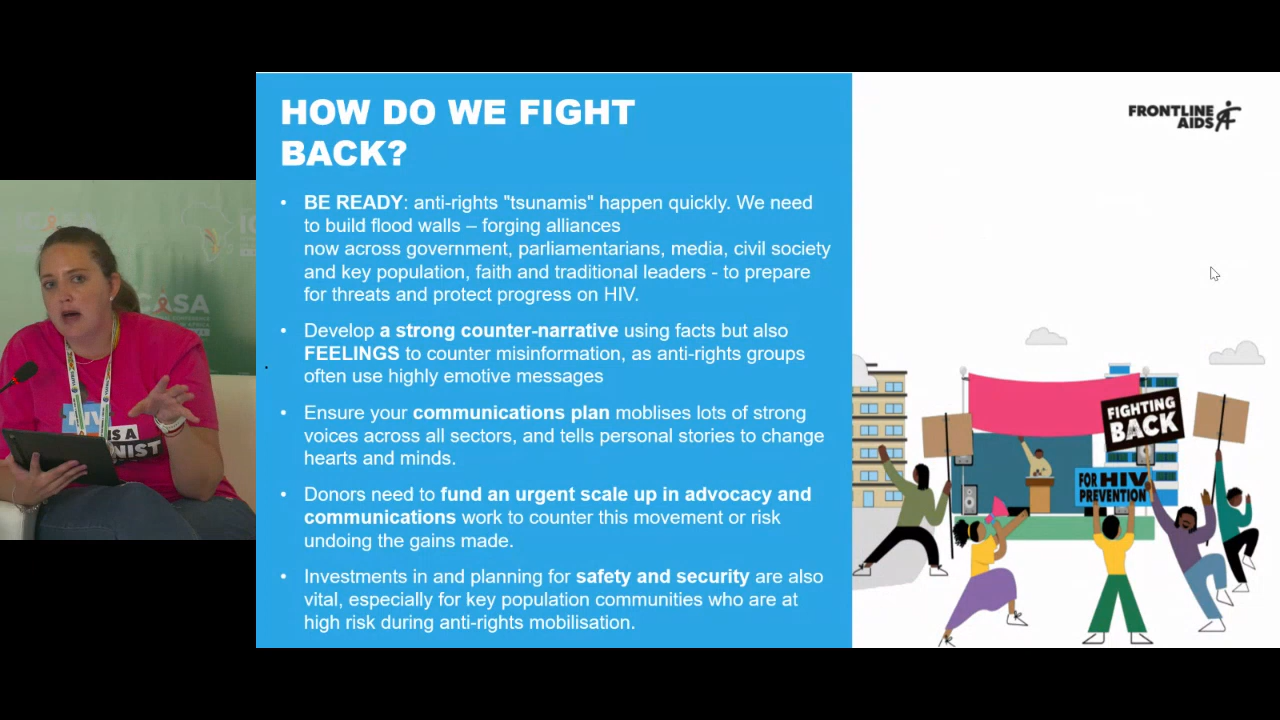 HOW DO WE FIGHT
BACK?
• BE READY: anti-rights "tsunamis" happen quickly. We need
to build flood walls – forging alliances
now across government, parliamentarians, media, civil society
and key population, faith and traditional leaders - to prepare
for threats and protect progress on HIV.
• Develop a strong counter-narrative using facts but also
FEELINGS to counter misinformation, as anti-rights groups
often use highly emotive messages
• Ensure your communications plan moblises lots of strong
voices across all sectors, and tells personal stories to change
hearts and minds.
• Donors need to fund an urgent scale up in advocacy and
communications work to counter this movement or risk
undoing the gains made.
• Investments in and planning for safety and security are also
vital, especially for key population communities who are at
high risk during anti-rights mobilisation.
FRONTLINE
AIDS
FIGHTING
BACK
FOR HIV
PREVENTION
ICASA
HIV
IS A